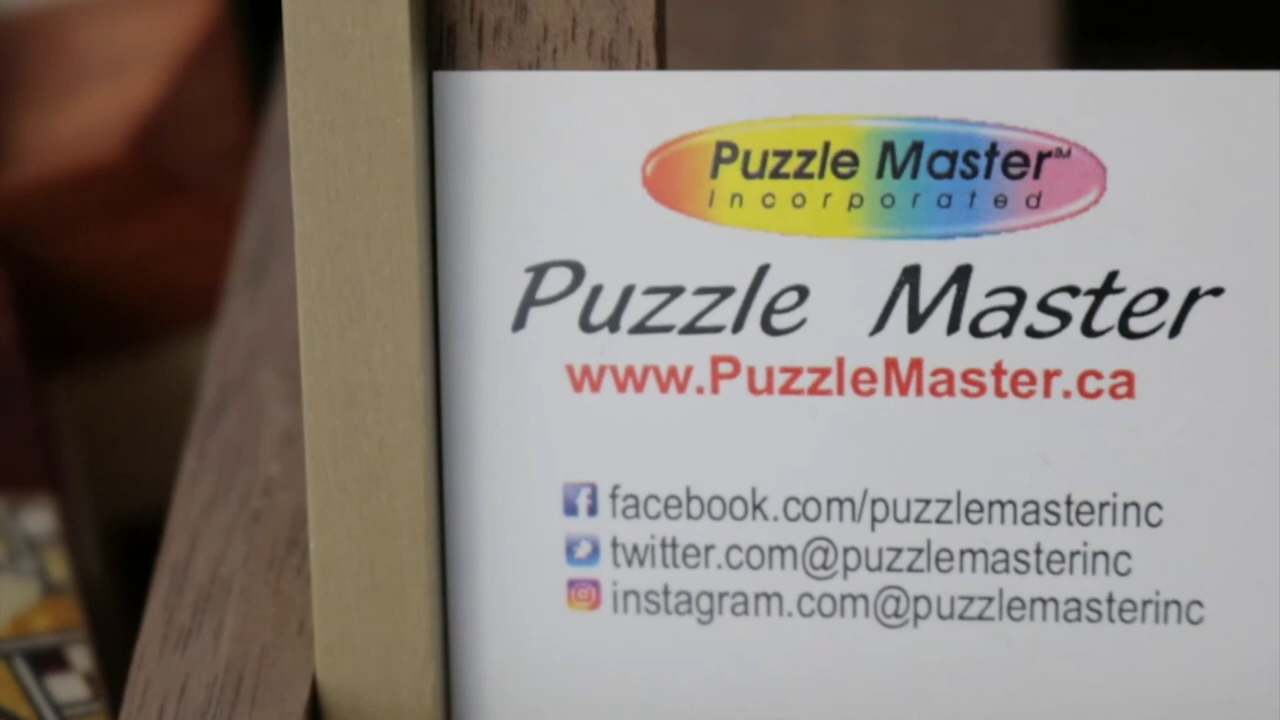 Puzzle Master™
Incorporated
Puzzle Master
www.PuzzleMaster.ca
facebook.com/puzzlemasterinc
twitter.com@puzzlemasterinc
instagram.com@puzzlemasterinc